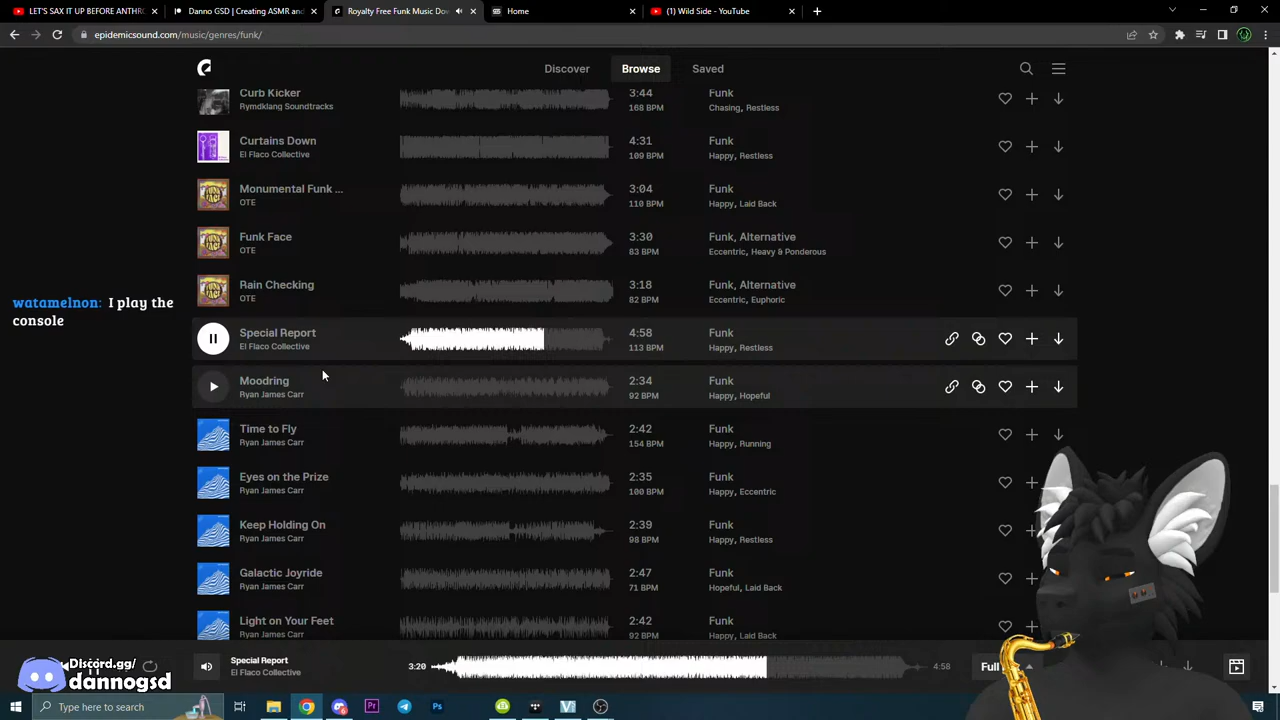 LET'S SAX IT UP BEFORE ANTHR
Danno GSD | Creating ASMR and
Royalty Free Funk Music Dow
Home
(1) Wild Side - YouTube
epidemicsound.com/music/genres/funk/
Discover Browse Saved
Curb Kicker 3:44 Funk
Rymdklang Soundtracks 168 BPM Chasing, Restless
Curtains Down 4:31 Funk
El Flaco Collective 109 BPM Happy, Restless
Monumental Funk ... 3:04 Funk
OTE 110 BPM Happy, Laid Back
Funk Face 3:30 Funk, Alternative
OTE 83 BPM Eccentric, Heavy & Ponderous
Rain Checking 3:18 Funk, Alternative
OTE 82 BPM Eccentric, Euphoric
watamelnon: I play the
console
Special Report 4:58 Funk
El Flaco Collective 113 BPM Happy, Restless
Moodring 2:34 Funk
Ryan James Carr 92 BPM Happy, Hopeful
Time to Fly 2:42 Funk
Ryan James Carr 154 BPM Happy, Running
Eyes on the Prize 2:35 Funk
Ryan James Carr 100 BPM Happy, Eccentric
Keep Holding On 2:39 Funk
Ryan James Carr 98 BPM Happy, Restless
Galactic Joyride 2:47 Funk
Ryan James Carr 71 BPM Hopeful, Laid Back
Light on Your Feet 2:42 Funk
Ryan James Carr 92 BPM Happy, Laid Back
Discord.gg/
dannogsd
Special Report 3:20 4:58 Full
El Flaco Collective
Type here to search